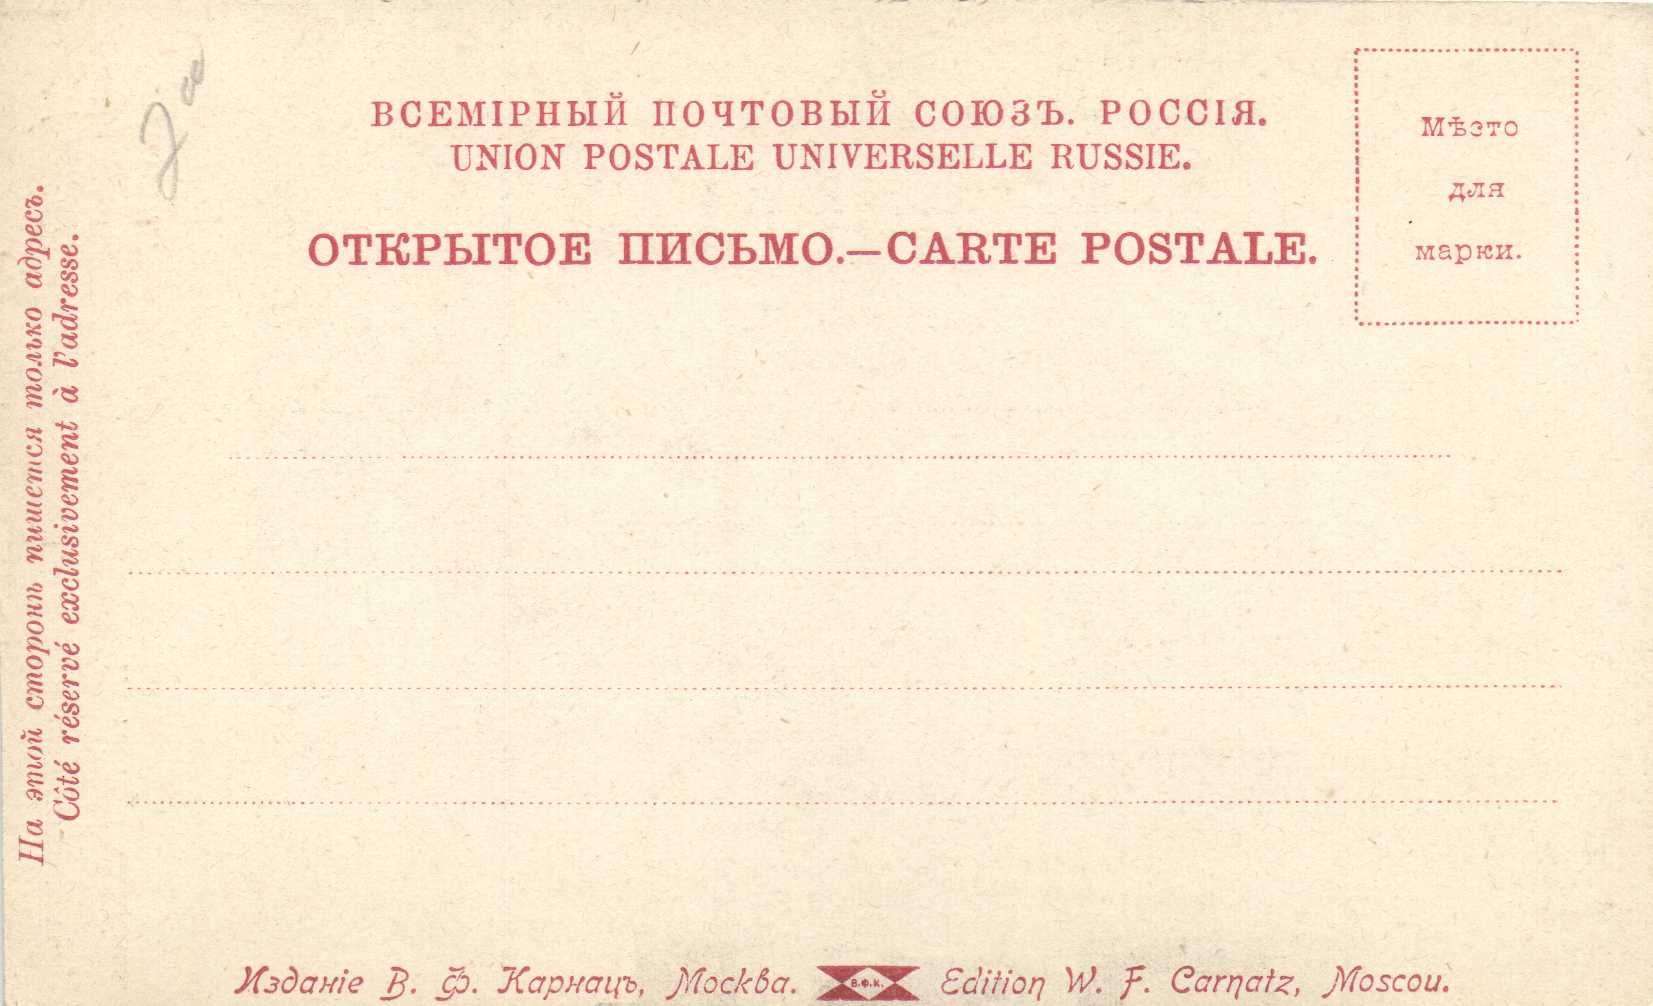 ВСЕМІРНЫЙ ПОЧТОВЫЙ СОЮЗЪ. РОССІЯ.
UNION POSTALE UNIVERSELLE RUSSIE.
ОТКРЫТОЕ ПИСЬМО.—CARTE POSTALE.
Мѣсто
для
марки.
На этой сторонѣ пишется только адресъ.
Côté réservé exclusivement à l'adresse.
Изданіе В. Ф. Карнацъ, Москва. В.Ф.К. Edition W. F. Carnatz, Moscou.